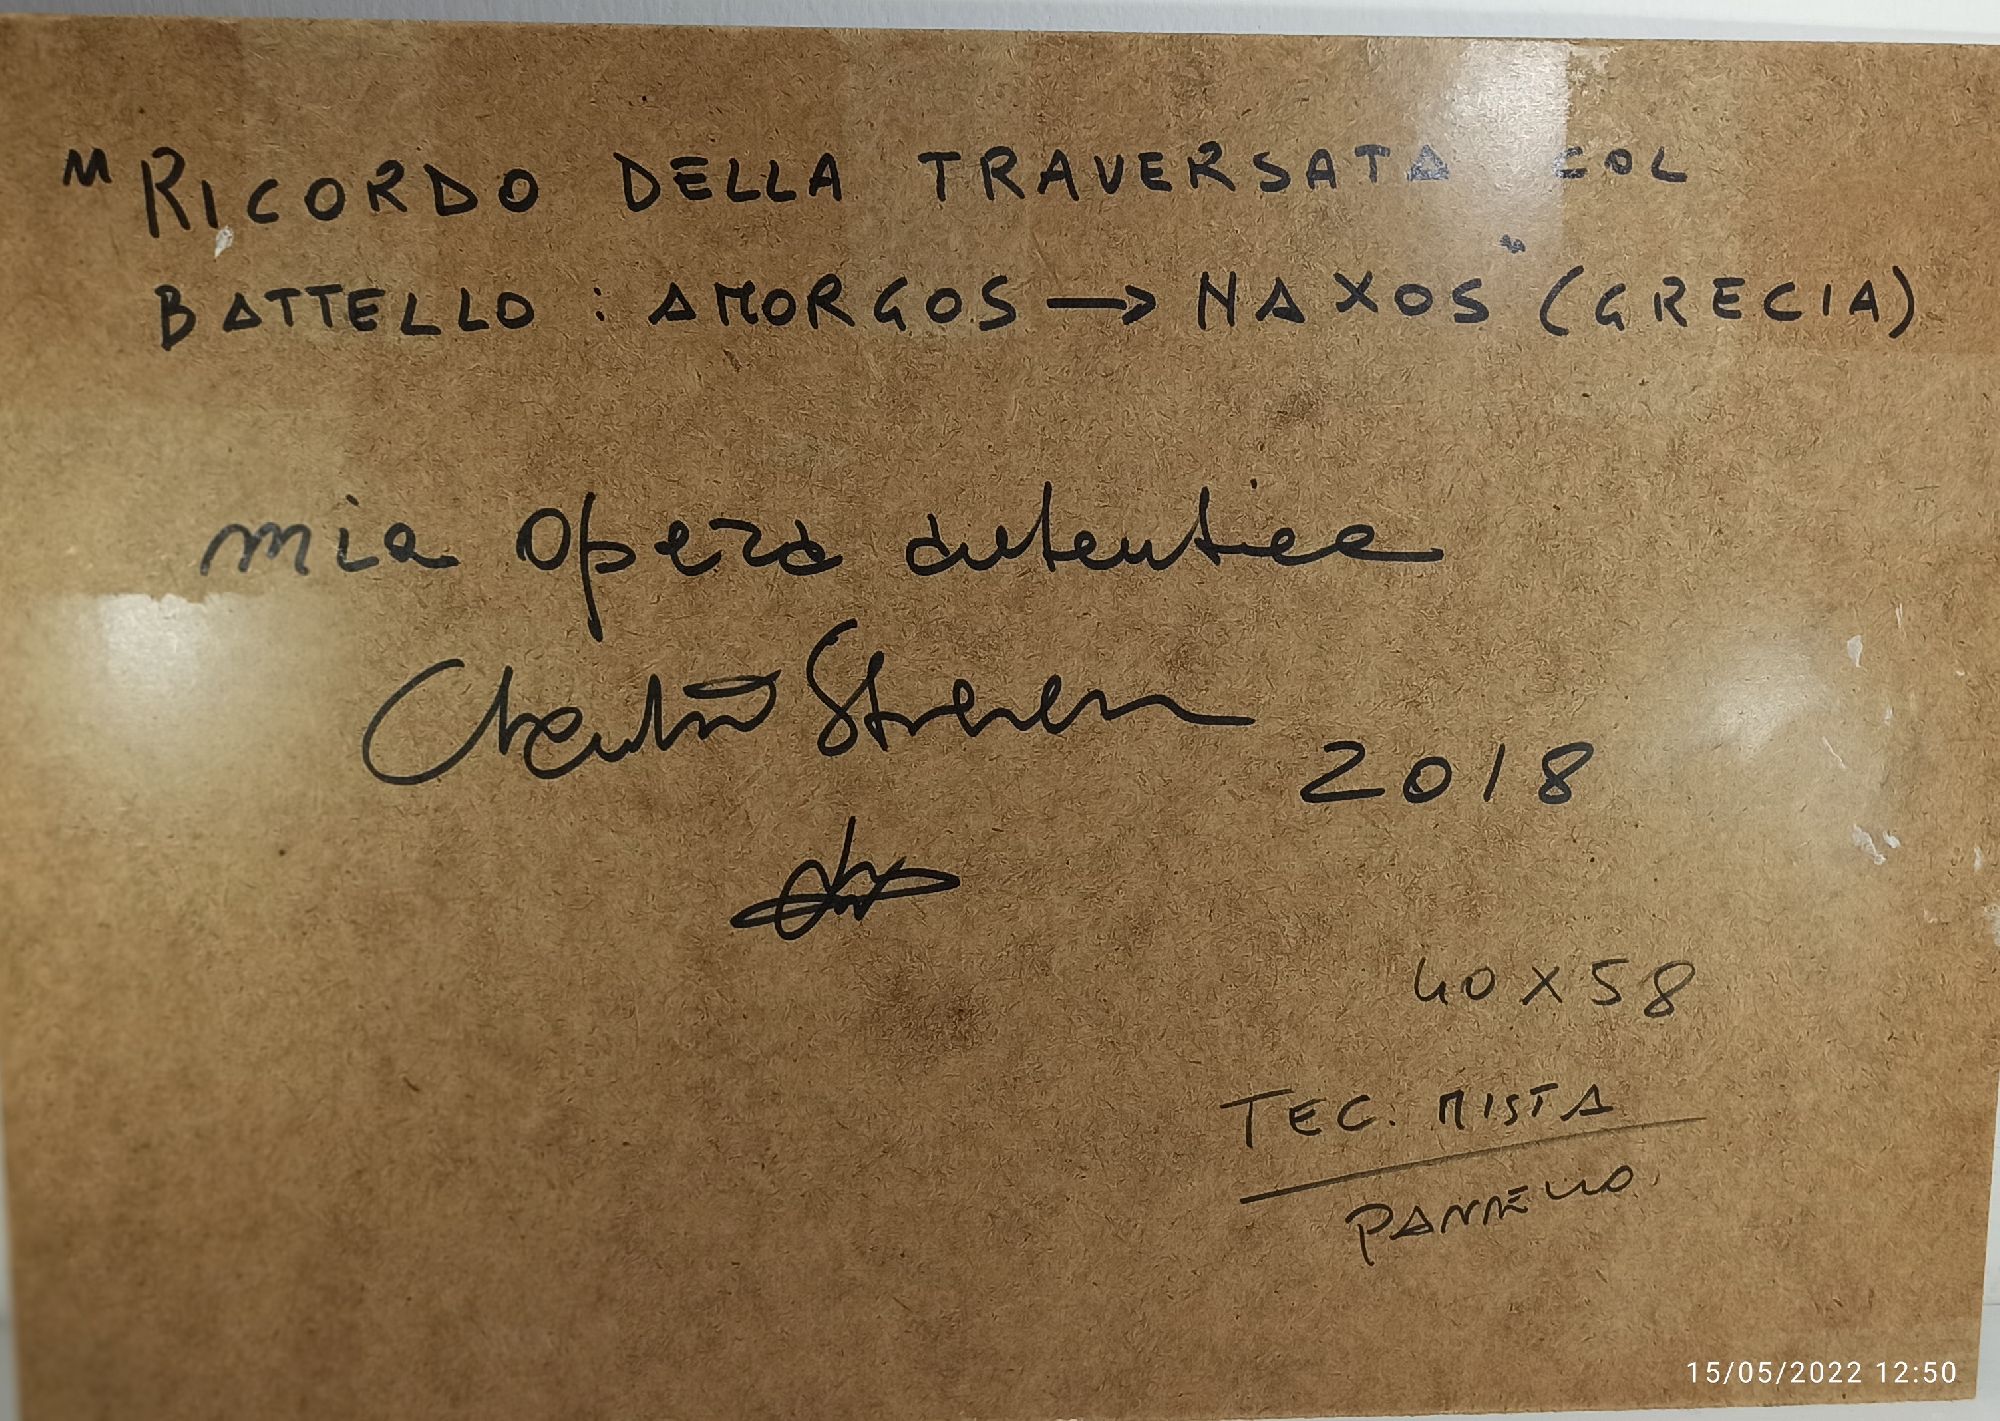 "RICORDO DELLA TRAVERSATA COL
BATTELLO : AMORGOS → NAXOS" (GRECIA)
mia opera autentica
2018
40 X 58
TEC. MISTA
PANNELLO
15/05/2022 12:50